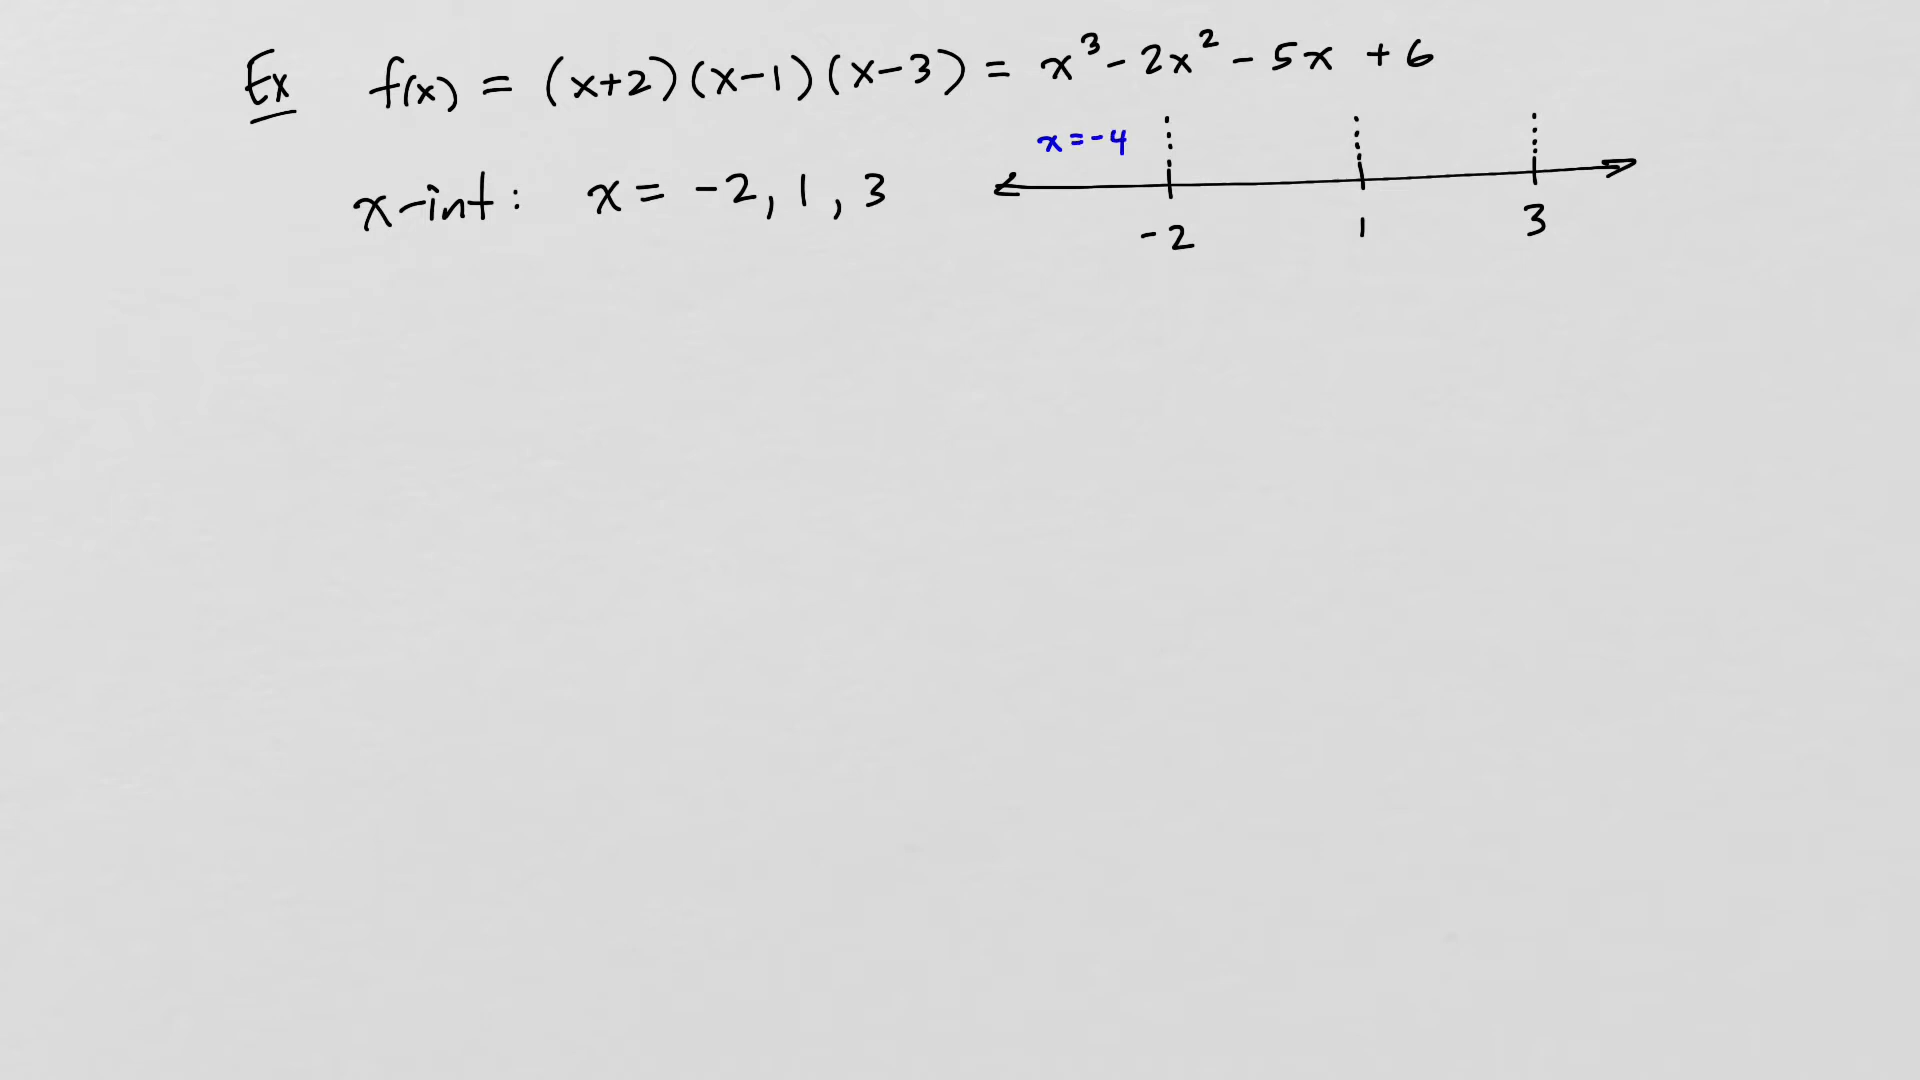 Ex f(x) = (x+2)(x-1)(x-3) = x³ - 2x² - 5x + 6
x=-4
x-int: x = -2, 1, 3
-2 1 3